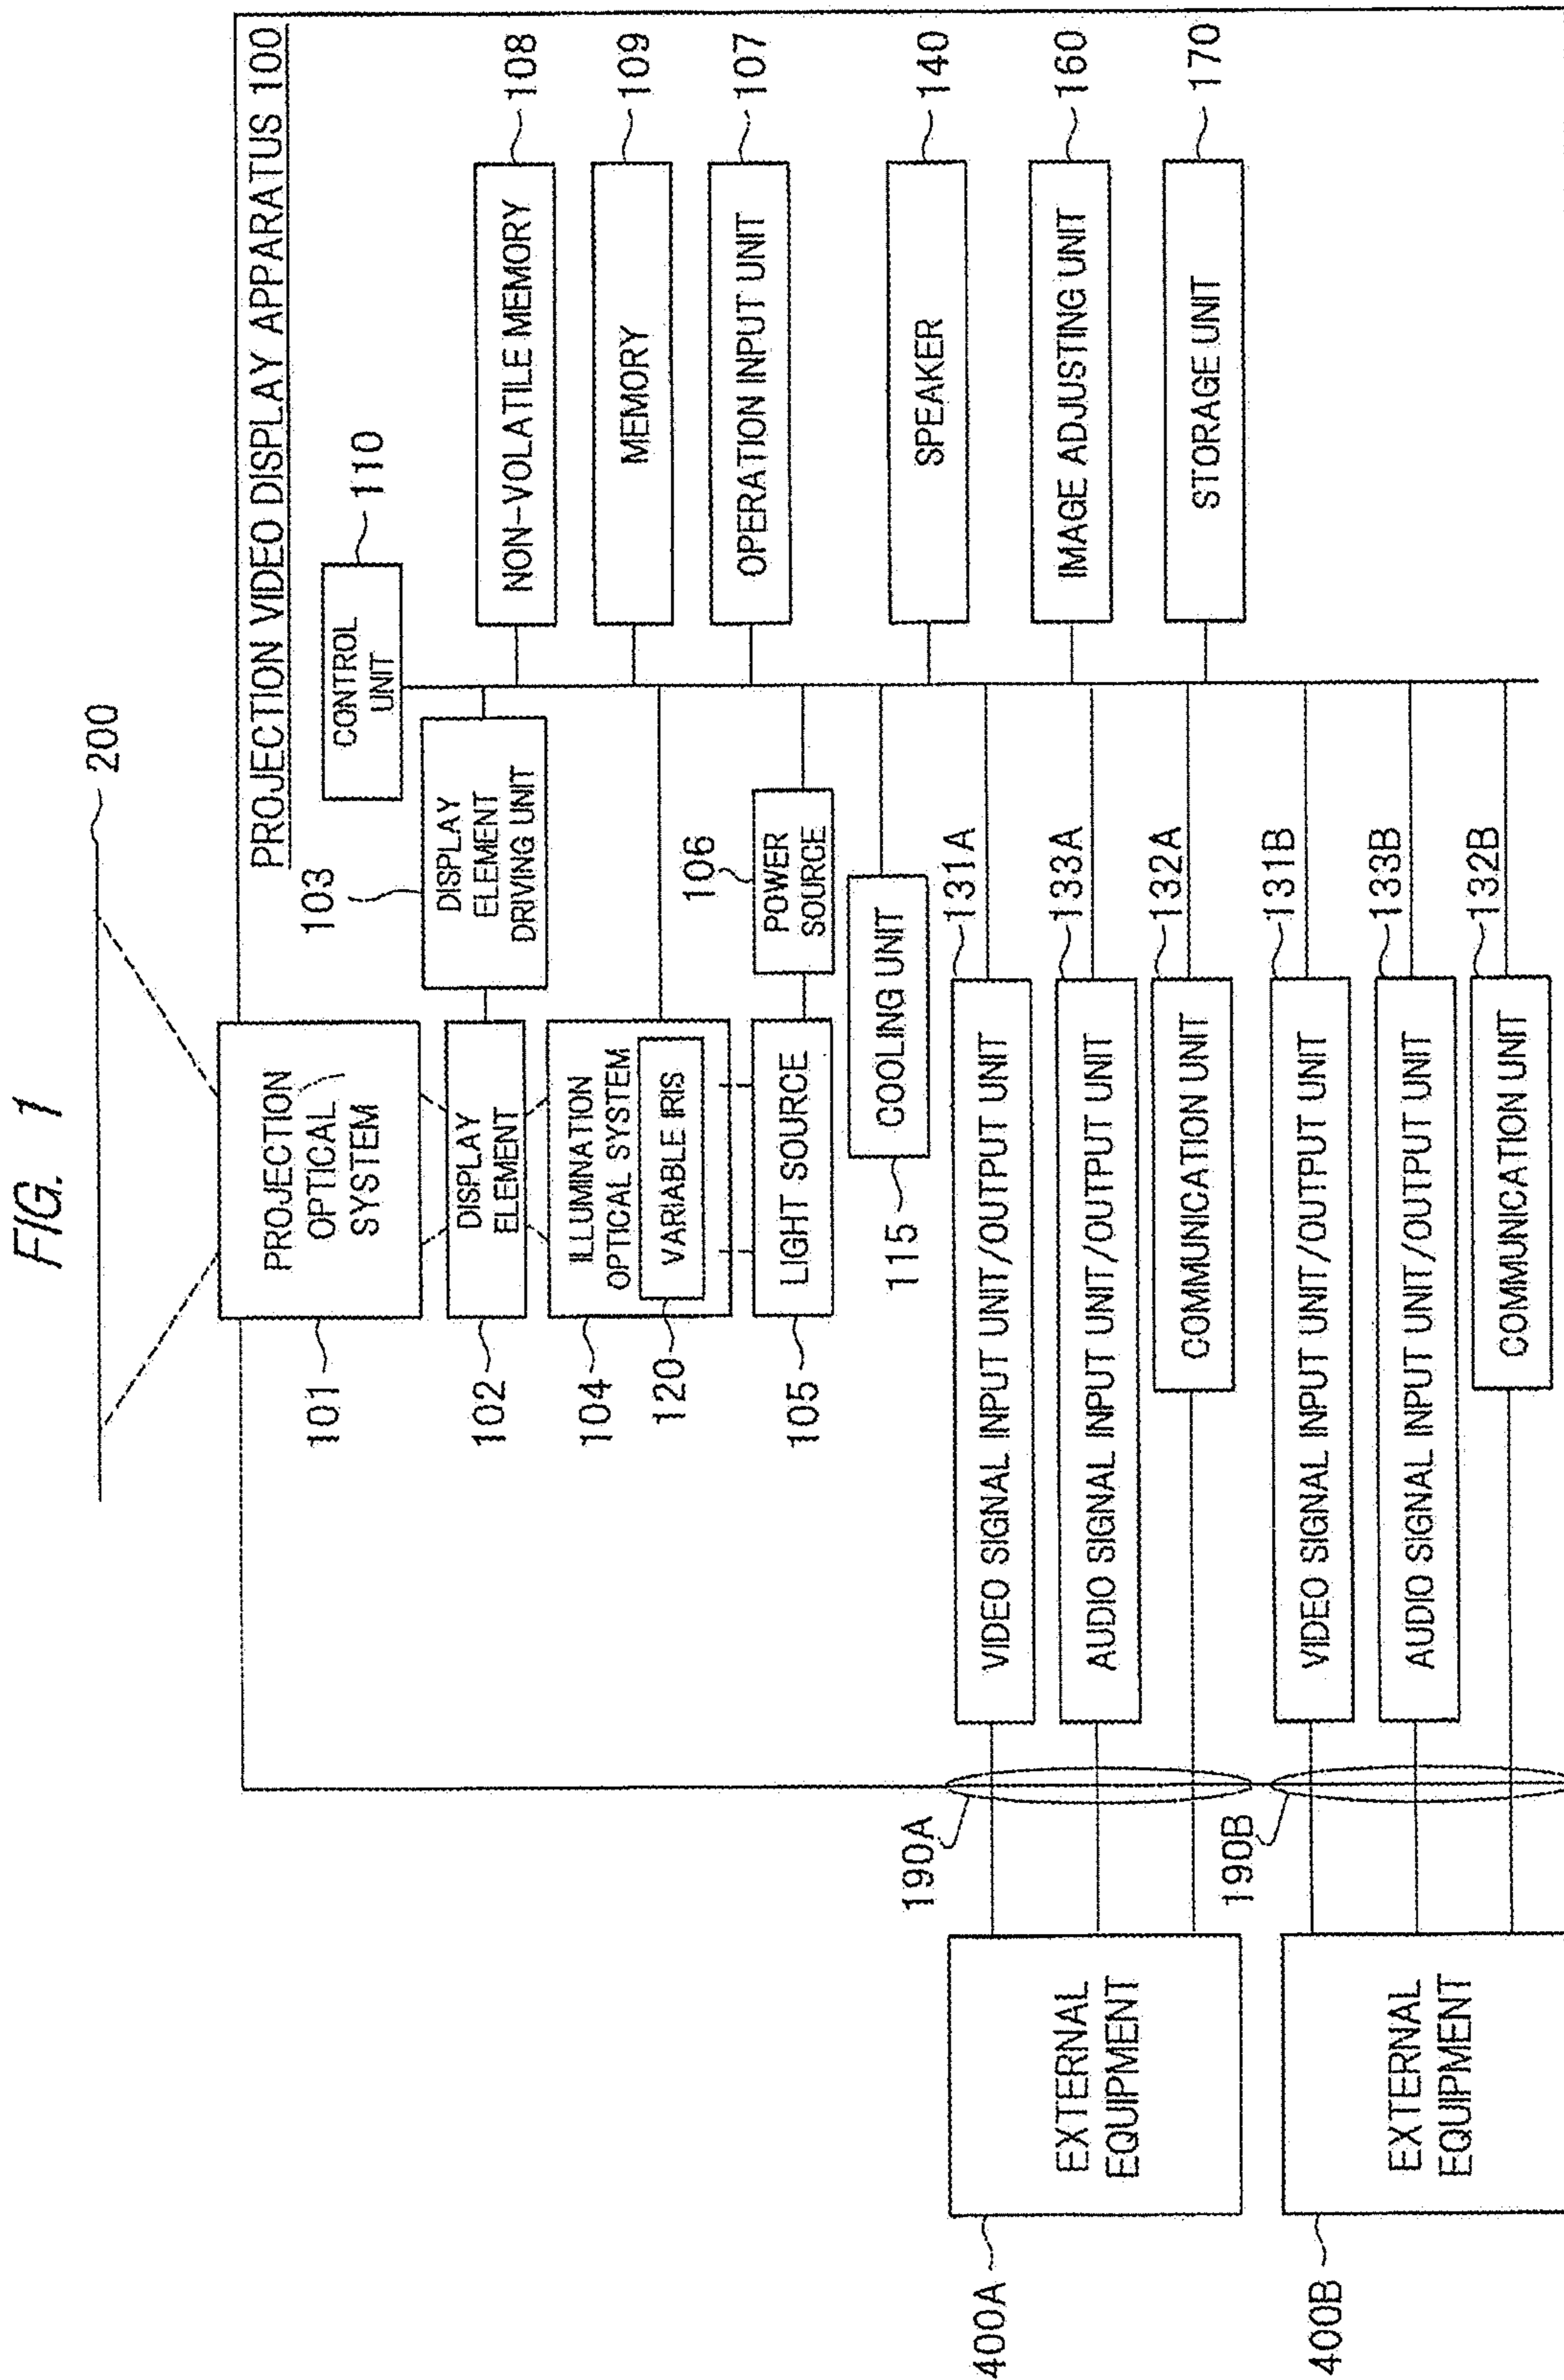 FIG. 1
200
PROJECTION VIDEO DISPLAY APPARATUS 100
CONTROL
UNIT
110
103
DISPLAY
ELEMENT
DRIVING UNIT
PROJECTION
OPTICAL
SYSTEM
101
DISPLAY
ELEMENT
102
ILLUMINATION
OPTICAL SYSTEM
104
VARIABLE IRIS
120
LIGHT SOURCE
105
106
POWER
SOURCE
COOLING UNIT
115
NON-VOLATILE MEMORY
108
MEMORY
109
OPERATION INPUT UNIT
107
SPEAKER
140
IMAGE ADJUSTING UNIT
160
STORAGE UNIT
170
VIDEO SIGNAL INPUT UNIT/OUTPUT UNIT
131A
AUDIO SIGNAL INPUT UNIT/OUTPUT UNIT
133A
COMMUNICATION UNIT
132A
VIDEO SIGNAL INPUT UNIT/OUTPUT UNIT
131B
AUDIO SIGNAL INPUT UNIT/OUTPUT UNIT
133B
COMMUNICATION UNIT
132B
190A
190B
EXTERNAL
EQUIPMENT
400A
EXTERNAL
EQUIPMENT
400B